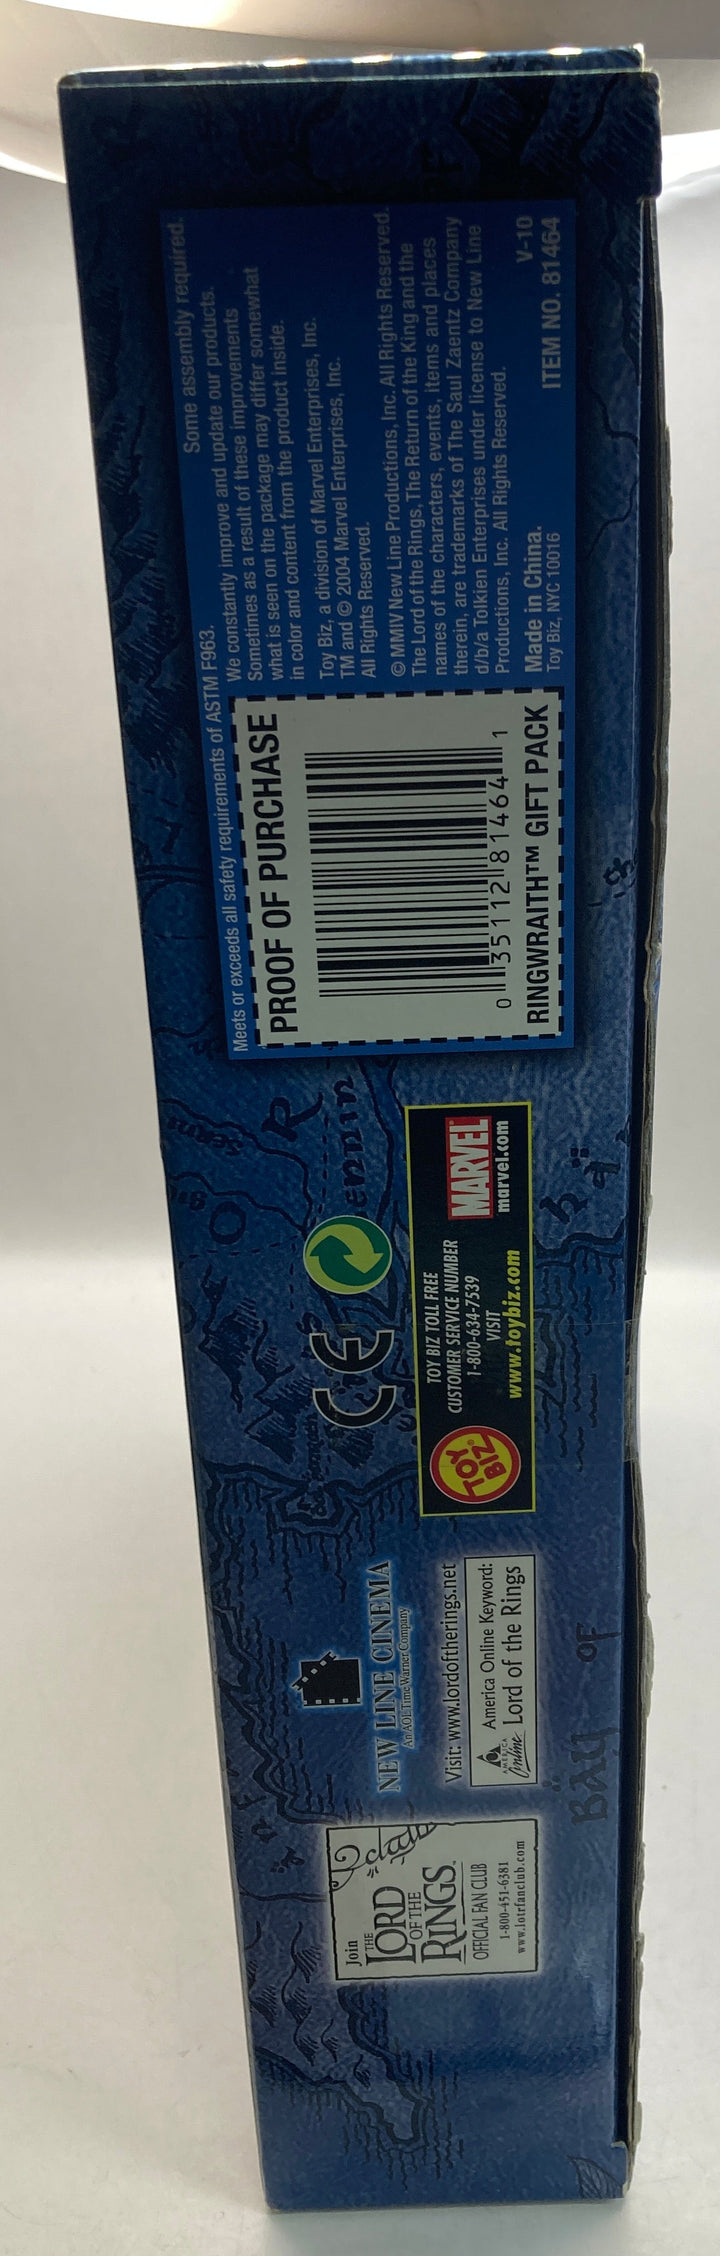 Join
THE
LORD
OF THE
RINGS
OFFICIAL FAN CLUB
1-800-451-6381
www.lotrfanclub.com
NEW LINE CINEMA
An AOL Time Warner Company
Visit: www.lordoftherings.net
AMERICA
Online
America Online Keyword:
Lord of the Rings
CE
TOY
BIZ
TOY BIZ TOLL FREE
CUSTOMER SERVICE NUMBER
1-800-634-7539
VISIT
www.toybiz.com
MARVEL
marvel.com
Meets or exceeds all safety requirements of ASTM F963. Some assembly required.
PROOF OF PURCHASE
0 35112 81464 1
RINGWRAITH™ GIFT PACK
We constantly improve and update our products.
Sometimes as a result of these improvements
what is seen on the package may differ somewhat
in color and content from the product inside.
Toy Biz, a division of Marvel Enterprises, Inc.
TM and © 2004 Marvel Enterprises, Inc.
All Rights Reserved.
© MMIV New Line Productions, Inc. All Rights Reserved.
The Lord of the Rings, The Return of the King and the
names of the characters, events, items and places
therein, are trademarks of The Saul Zaentz Company
d/b/a Tolkien Enterprises under license to New Line
Productions, Inc. All Rights Reserved.
Made in China. V-10
Toy Biz, NYC 10016 ITEM NO. 81464
BAY OF